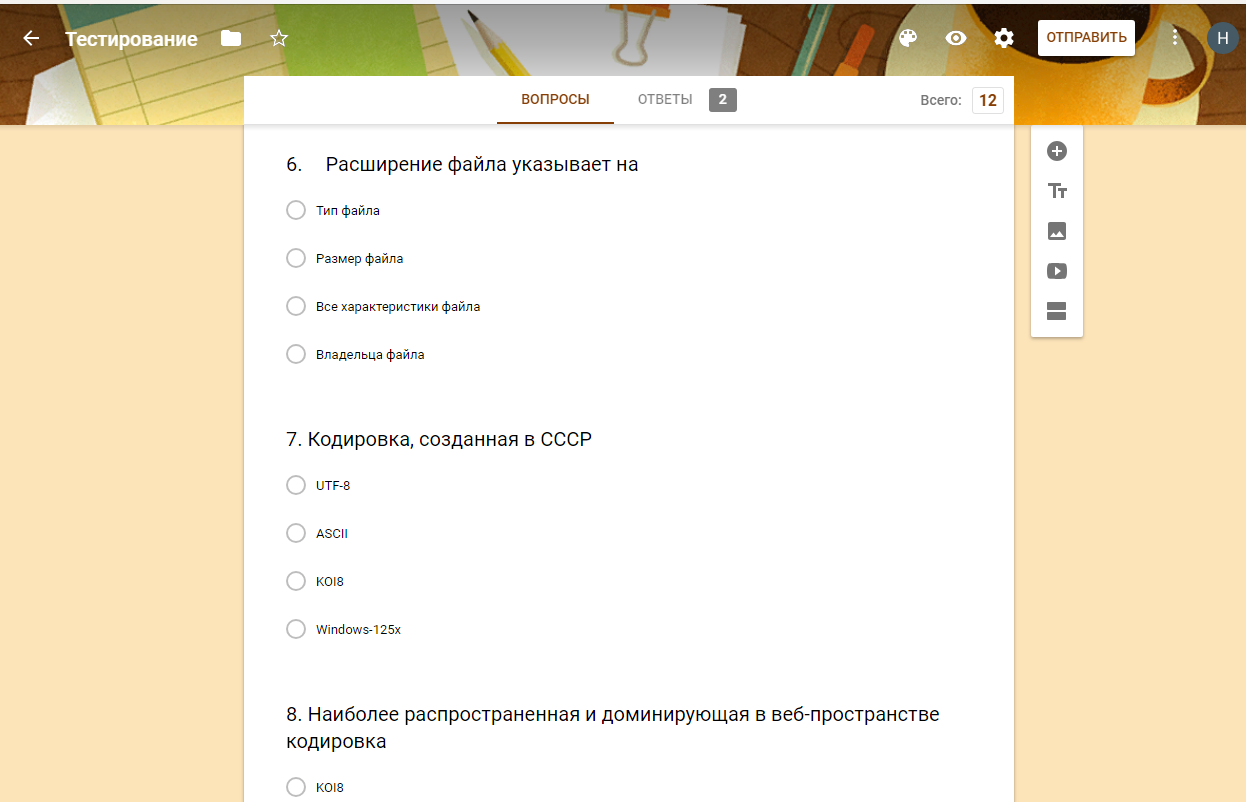 Тестирование
ОТПРАВИТЬ
Н
ВОПРОСЫ ОТВЕТЫ 2 Всего: 12
6. Расширение файла указывает на
Тип файла
Размер файла
Все характеристики файла
Владельца файла
Тт
7. Кодировка, созданная в СССР
UTF-8
ASCII
KOI8
Windows-125x
8. Наиболее распространенная и доминирующая в веб-пространстве
кодировка
KOI8